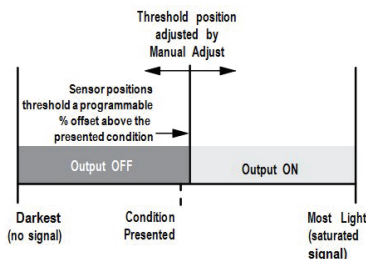 Threshold position
adjusted by
Manual Adjust
Sensor positions
threshold a programmable
% offset above the
presented condition
Output OFF
Output ON
Darkest
(no signal)
Condition
Presented
Most Light
(saturated
signal)